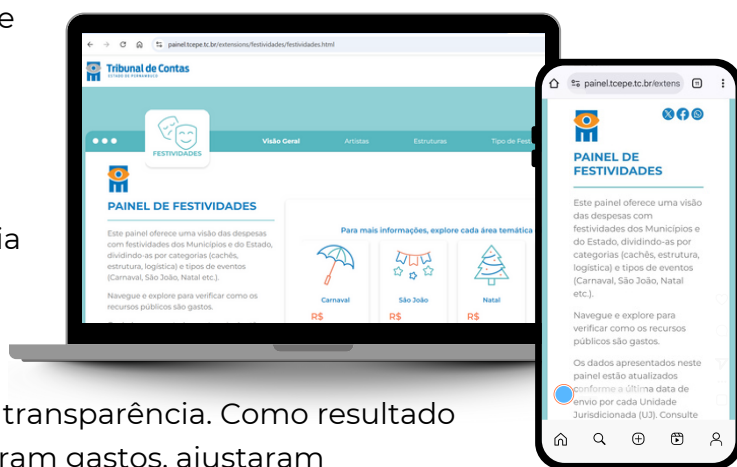 e
painel.tcepe.tc.br/extensions/festividades/festividades.html
Tribunal de Contas
ESTADO DE PERNAMBUCO
FESTIVIDADES
Visão Geral
Artistas
Estruturas
Tipo de Fest
PAINEL DE FESTIVIDADES
Este painel oferece uma visão das despesas
com festividades dos Municípios e do Estado,
dividindo-as por categorias (cachês,
estrutura, logística) e tipos de eventos
(Carnaval, São João, Natal etc.).
Navegue e explore para verificar como os
recursos públicos são gastos.
Para mais informações, explore cada área temática
Carnaval
R$
São João
R$
Natal
R$
painel.tcepe.tc.br/extens
11
PAINEL DE
FESTIVIDADES
Este painel oferece uma visão
das despesas com
festividades dos Municípios e
do Estado, dividindo-as por
categorias (cachês, estrutura,
logística) e tipos de eventos
(Carnaval, São João, Natal
etc.).
Navegue e explore para
verificar como os recursos
públicos são gastos.
Os dados apresentados neste
painel estão atualizados
conforme a última data de
envio por cada Unidade
Jurisdicionada (UJ). Consulte
ia
transparência. Como resultado
ram gastos, ajustaram